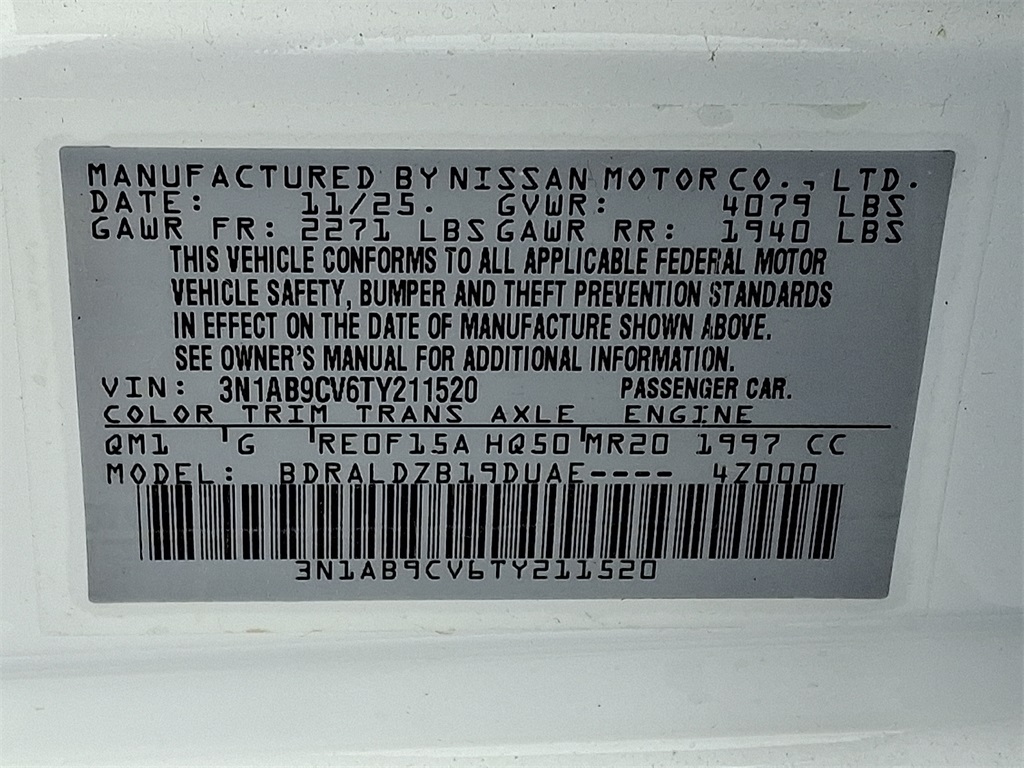 MANUFACTURED BY NISSAN MOTOR CO., LTD.
DATE: 11/25. GVWR: 4079 LBS
GAWR FR: 2271 LBS GAWR RR: 1940 LBS
THIS VEHICLE CONFORMS TO ALL APPLICABLE FEDERAL MOTOR
VEHICLE SAFETY, BUMPER AND THEFT PREVENTION STANDARDS
IN EFFECT ON THE DATE OF MANUFACTURE SHOWN ABOVE.
SEE OWNER'S MANUAL FOR ADDITIONAL INFORMATION.
VIN: 3N1AB9CV6TY211520 PASSENGER CAR.
COLOR TRIM TRANS AXLE ENGINE
QM1 G RE0F15A HQ50 MR20 1997 CC
MODEL: BDRALDZB19DUAE---- 4Z000
3N1AB9CV6TY211520